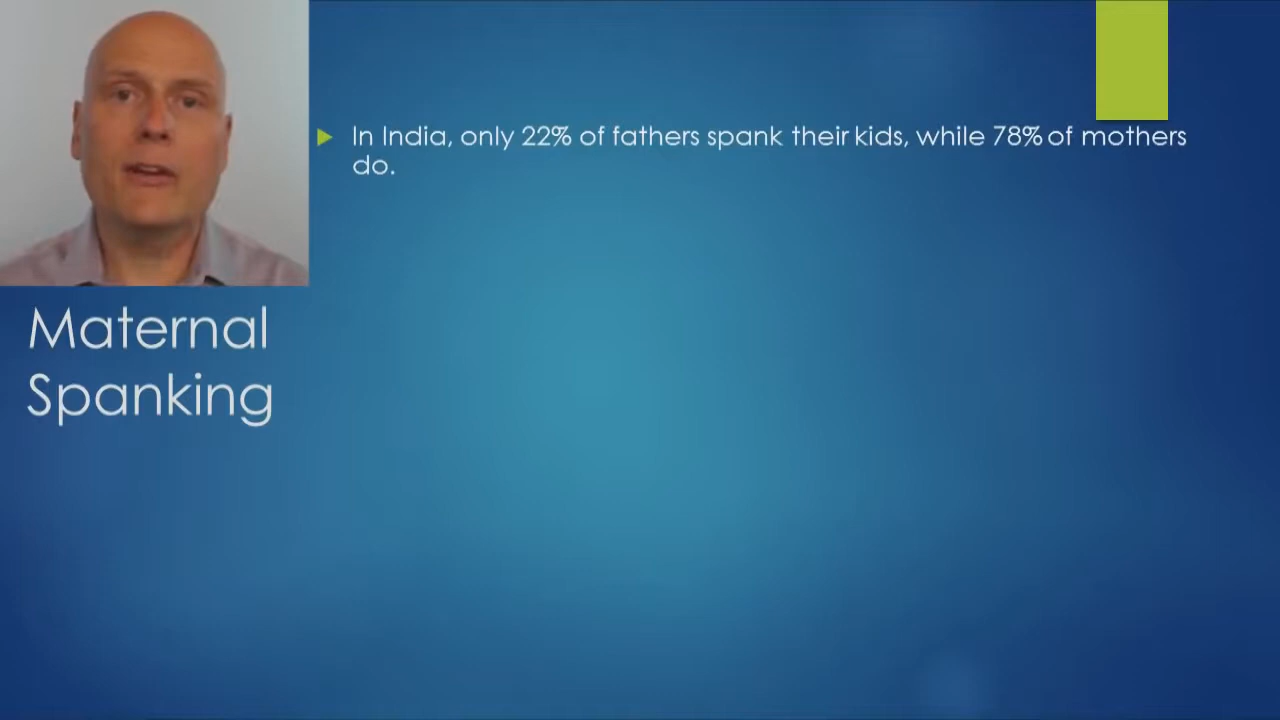 In India, only 22% of fathers spank their kids, while 78% of mothers
do.
Maternal
Spanking